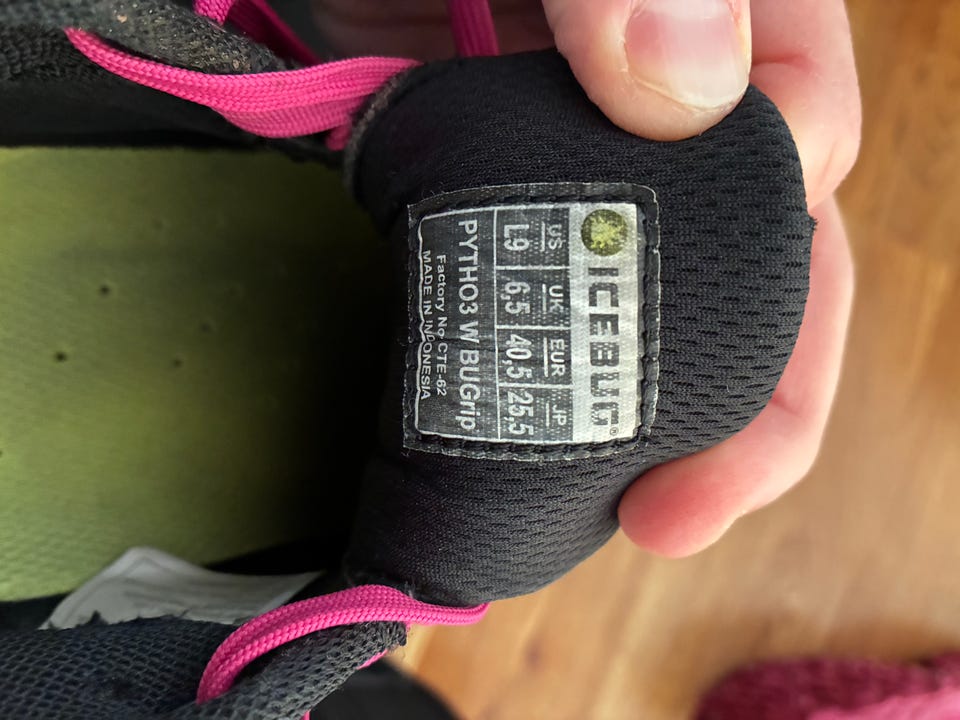 ICEBUG®
US UK EUR JP
L9 6,5 40,5 25,5
PYTHO3 W BUGrip
Factory No CTE-62
MADE IN INDONESIA